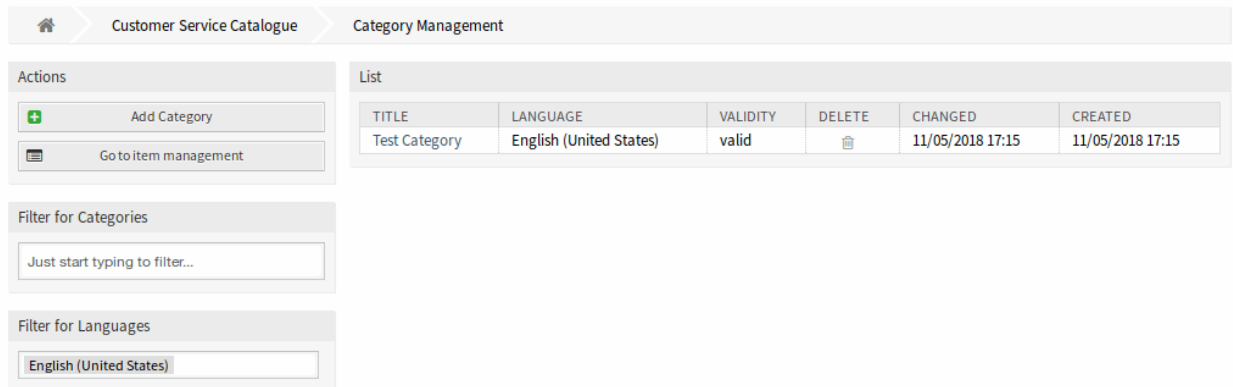 Customer Service Catalogue Category Management
Actions
Add Category
Go to item management
Filter for Categories
Just start typing to filter...
Filter for Languages
English (United States)
List
TITLE LANGUAGE VALIDITY DELETE CHANGED CREATED
Test Category English (United States) valid 11/05/2018 17:15 11/05/2018 17:15